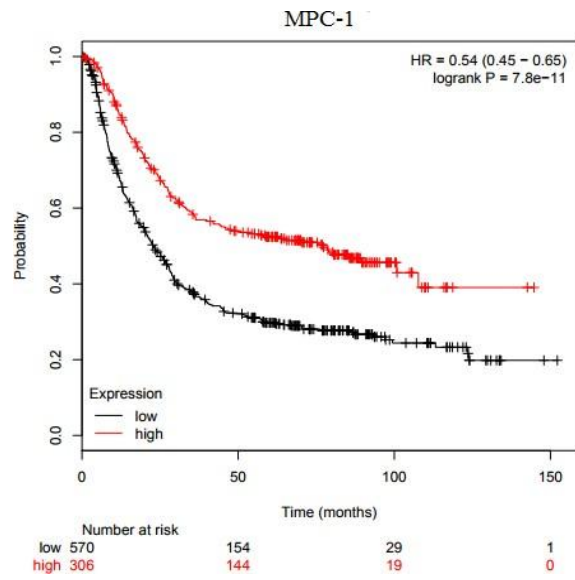 MPC-1
HR = 0.54 (0.45 − 0.65)
logrank P = 7.8e−11
1.0
0.8
0.6
0.4
0.2
0.0
Probability
Expression
low
high
0 50 100 150
Time (months)
Number at risk
low 570 154 29 1
high 306 144 19 0